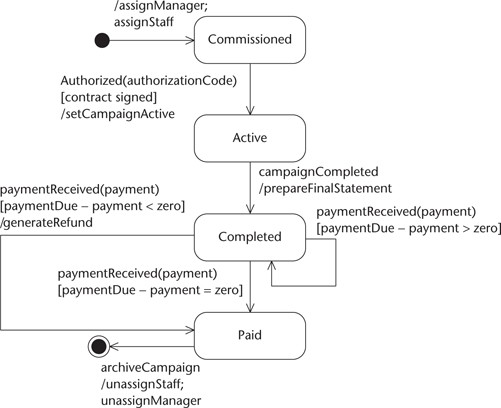 /assignManager;
assignStaff
Commissioned
Authorized(authorizationCode)
[contract signed]
/setCampaignActive
Active
campaignCompleted
/prepareFinalStatement
paymentReceived(payment)
[paymentDue – payment < zero]
/generateRefund
Completed
paymentReceived(payment)
[paymentDue – payment > zero]
paymentReceived(payment)
[paymentDue – payment = zero]
Paid
archiveCampaign
/unassignStaff;
unassignManager